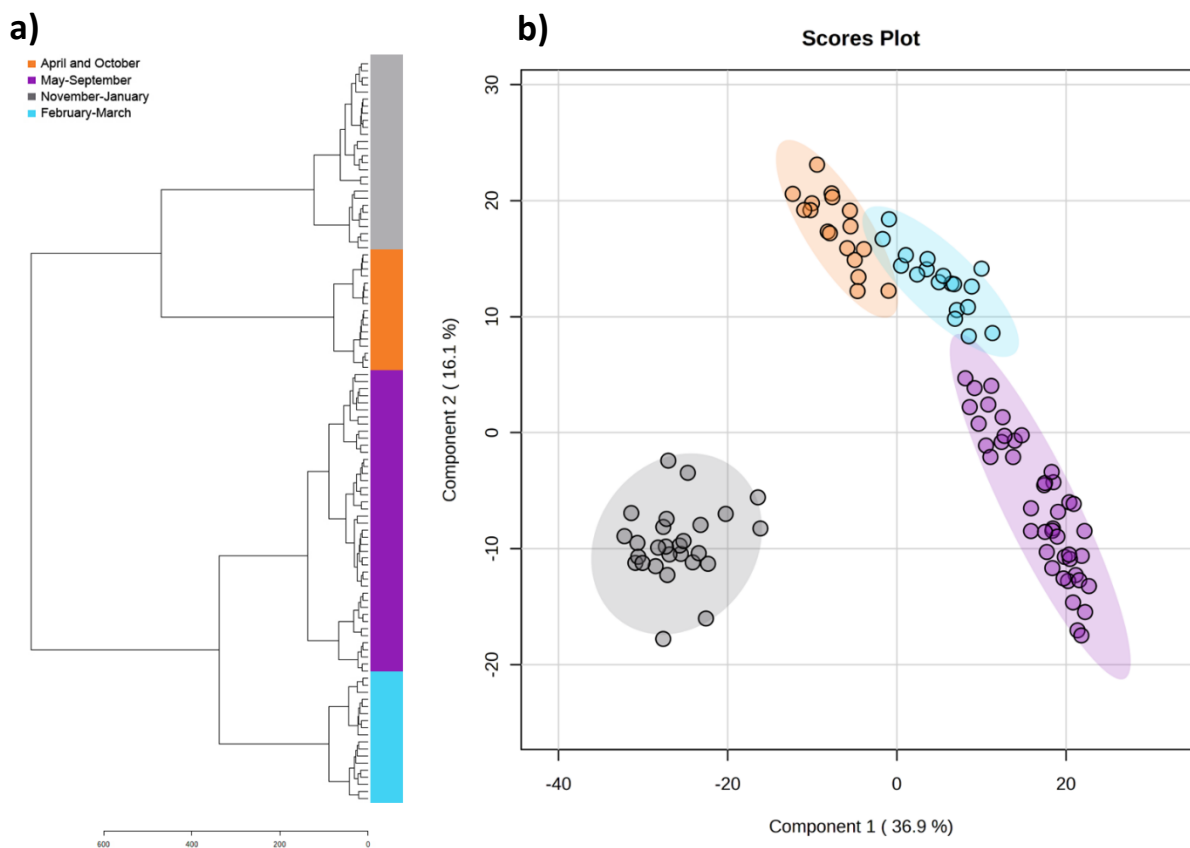 a)
April and October
May-September
November-January
February-March
600 400 200 0
b)
Scores Plot
Component 2 ( 16.1 %)
30
20
10
0
-10
-20
-40 -20 0 20
Component 1 ( 36.9 %)